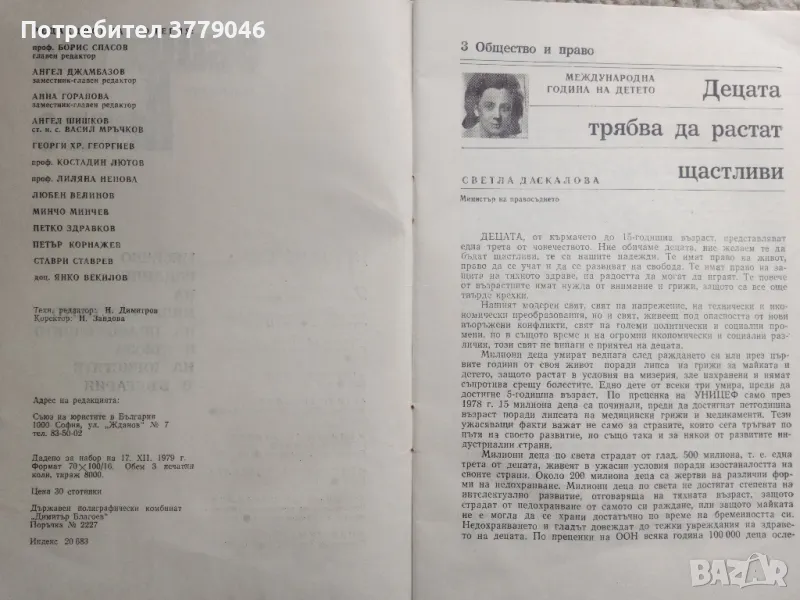 Потребител 3779046
проф. БОРИС СПАСОВ
главен редактор
АНГЕЛ ДЖАМБАЗОВ
заместник-главен редактор
АННА ГОРАНОВА
заместник-главен редактор
АНГЕЛ ШИШКОВ
ст. н. с. ВАСИЛ МРЪЧКОВ
ГЕОРГИ ХР. ГЕОРГИЕВ
проф. КОСТАДИН ЛЮТОВ
проф. ЛИЛЯНА НЕНОВА
ЛЮБЕН ВЕЛИНОВ
МИНЧО МИНЧЕВ
ПЕТКО ЗДРАВКОВ
ПЕТЪР КОРНАЖЕВ
СТАВРИ СТАВРЕВ
доц. ЯНКО ВЕКИЛОВ
Техн. редактор: Н. Димитров
Коректор: И. Зандова
Адрес на редакцията:
Съюз на юристите в България
1000 София, ул. „Жданов" № 7
тел. 83-50-02
Дадено за набор на 17. XII. 1979 г.
Формат 70×100/16. Обем 3 печатни
коли, тираж 8000.
Цена 30 стотинки
Държавен полиграфически комбинат
„Димитър Благоев"
Поръчка № 2227
Индекс 20 583
3 Общество и право
МЕЖДУНАРОДНА
ГОДИНА НА ДЕТЕТО
Децата
трябва да растат
щастливи
СВЕТЛА ДАСКАЛОВА
Министър на правосъдието
ДЕЦАТА, от кърмачето до 15-годишна възраст, представляват
една трета от човечеството. Ние обичаме децата, ние желаем те да
бъдат щастливи, те са нашите надежди. Те имат право на живот,
право да се учат и да се развиват на свобода. Те имат право на за-
щита на тяхното здраве, на радостта да могат да играят. Те повече
от възрастните имат нужда от внимание и грижи, защото са все още
твърде крехки.
Нашият модерен свят, свят на напрежение, на технически и ик-
ономически преобразования, но и свят, живеещ под опасността от нови
въоръжени конфликти, свят на големи политически и социални про-
мени, но в същото време и на огромни икономически и социални раз-
личия, този свят не винаги е приятел на децата.
Милиони деца умират веднага след раждането си или през първите
години от своя живот поради липса на грижи за майката и
детето, защото растат в условия на мизерия, зле нахранени и нямат
съпротива срещу болестите. Едно дете от всеки три умира, преди да
достигне 5-годишна възраст. По преценка на УНИЦЕФ само през
1978 г. 15 милиона деца са починали, преди да достигнат петгодишна
възраст поради липсата на медицински грижи и медикаменти. Тези
ужасяващи факти важат не само за страните, които сега тръгват по
пътя на своето развитие, но също така и за някои от развитите ин-
дустриални страни.
Милиони деца по света страдат от глад. 500 милиона, т. е. една
трета от децата, живеят в ужасни условия поради изостаналостта на
своите страни. Около 200 милиона деца са жертви на различни фор-
ми на недохранване. Милиони деца по света не достигат степента на
интелектуално развитие, отговаряща на тяхната възраст, защото
страдат от недохранване от самото си раждане, или защото майката
не е могла да се храни достатъчно по време на бременността си.
Недохранването и гладът довеждат до тежки увреждания на здраве-
то на децата. По преценки на ООН всяка година 100 000 деца осле-
BAZAR